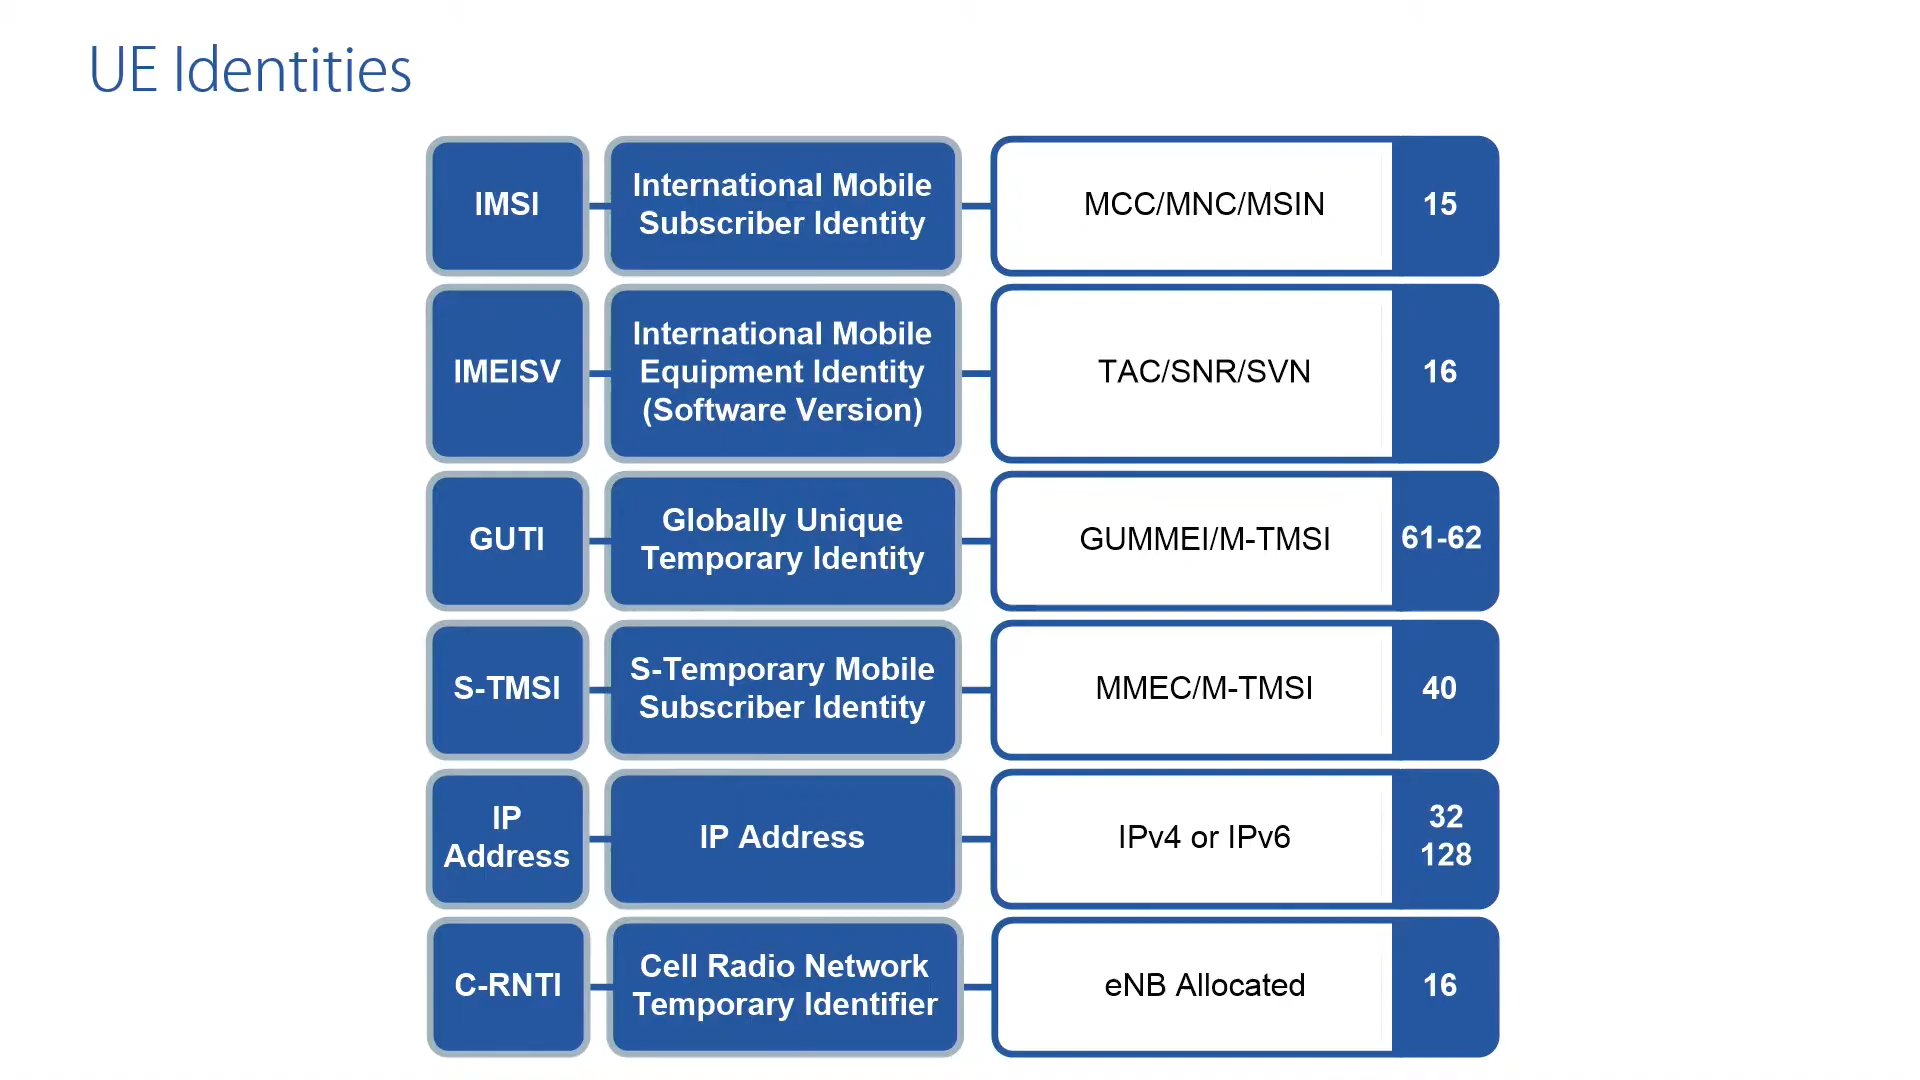 UE Identities
IMSI
International Mobile
Subscriber Identity
MCC/MNC/MSIN
15
IMEISV
International Mobile
Equipment Identity
(Software Version)
TAC/SNR/SVN
16
GUTI
Globally Unique
Temporary Identity
GUMMEI/M-TMSI
61-62
S-TMSI
S-Temporary Mobile
Subscriber Identity
MMEC/M-TMSI
40
IP
Address
IP Address
IPv4 or IPv6
32
128
C-RNTI
Cell Radio Network
Temporary Identifier
eNB Allocated
16